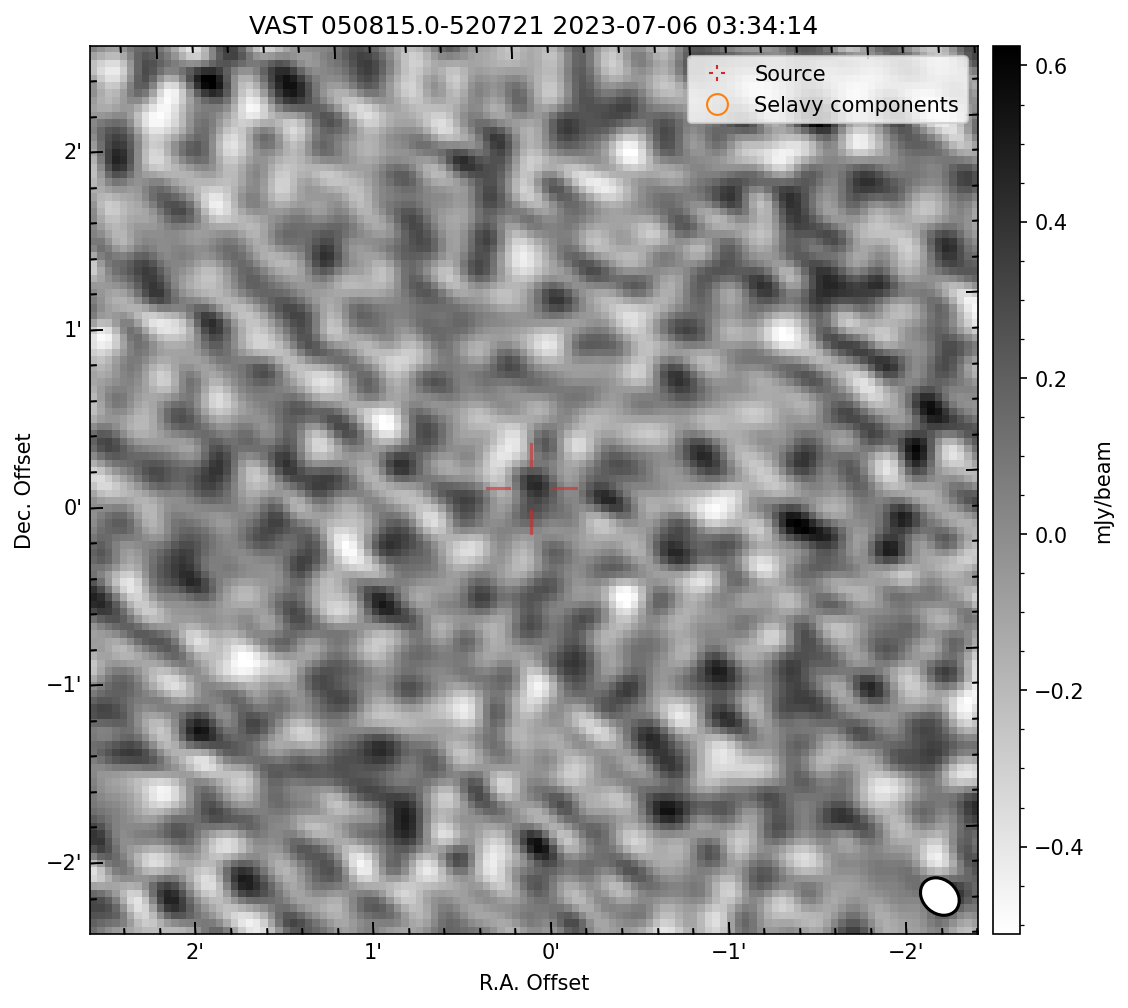 VAST 050815.0-520721 2023-07-06 03:34:14
Source
Selavy components
2'
1'
0'
−1'
−2'
Dec. Offset
2'
1'
0'
−1'
−2'
R.A. Offset
0.6
0.4
0.2
0.0
−0.2
−0.4
mJy/beam